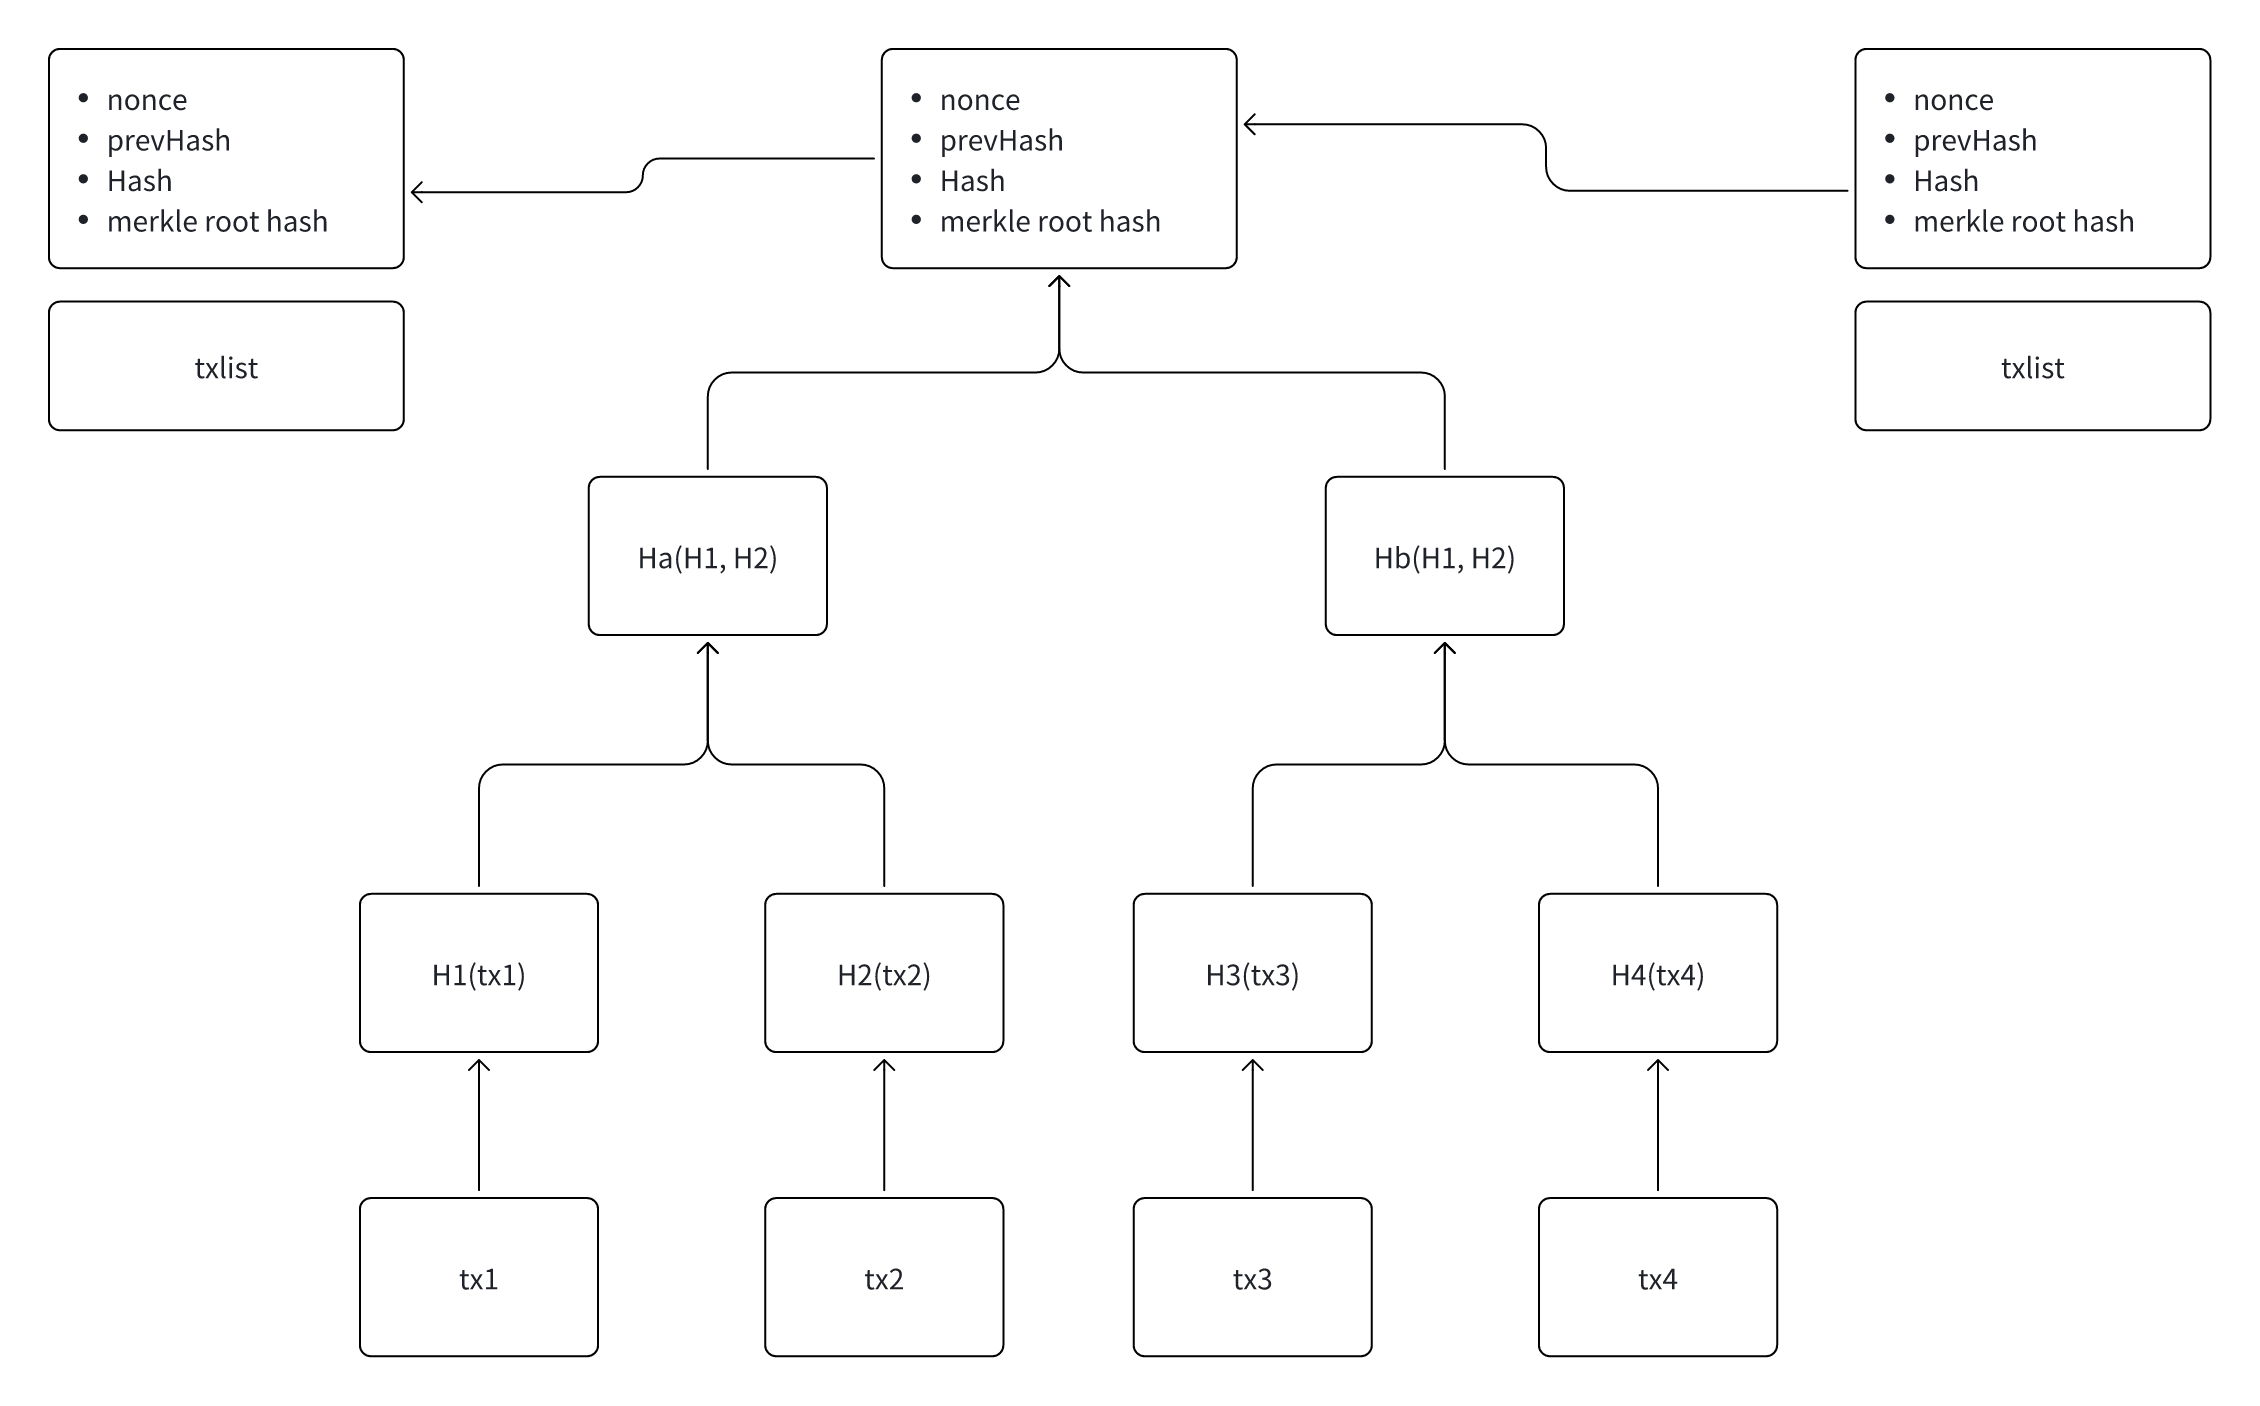 nonce
prevHash
Hash
merkle root hash
nonce
prevHash
Hash
merkle root hash
nonce
prevHash
Hash
merkle root hash
txlist
txlist
Ha(H1, H2)
Hb(H1, H2)
H1(tx1)
H2(tx2)
H3(tx3)
H4(tx4)
tx1
tx2
tx3
tx4